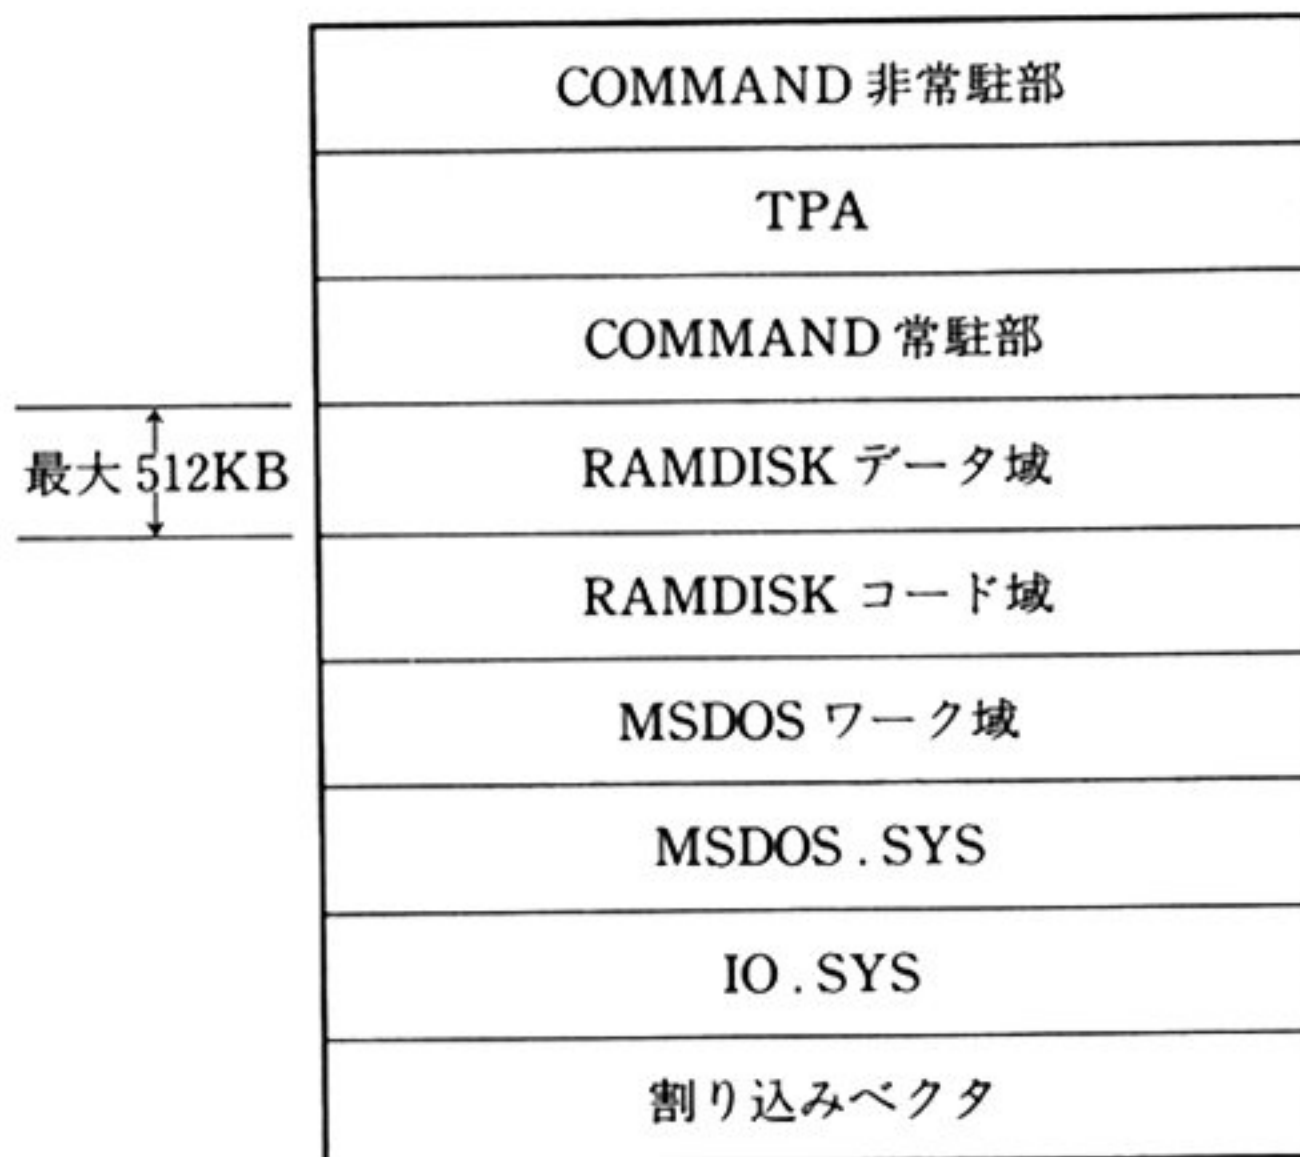 COMMAND 非常駐部
TPA
COMMAND 常駐部
最大 512KB
RAMDISK データ域
RAMDISK コード域
MSDOS ワーク域
MSDOS . SYS
IO . SYS
割り込みベクタ